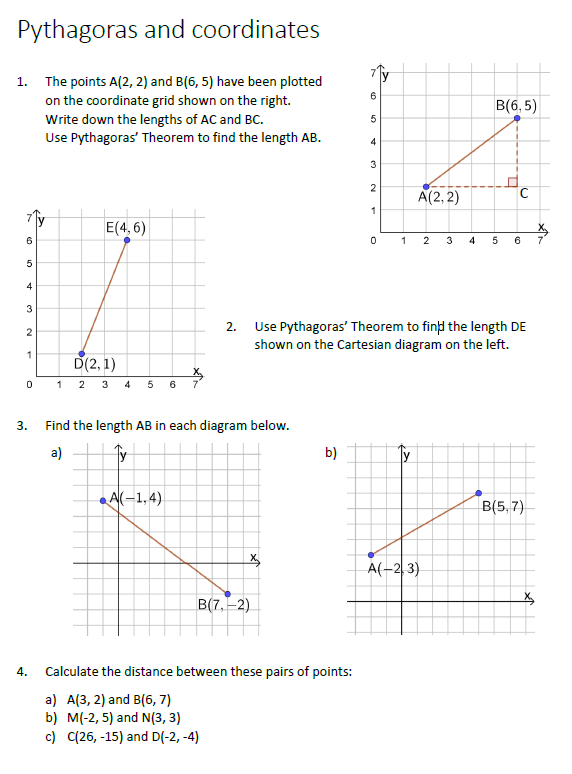 Pythagoras and coordinates
1. The points A(2, 2) and B(6, 5) have been plotted
on the coordinate grid shown on the right.
Write down the lengths of AC and BC.
Use Pythagoras’ Theorem to find the length AB.
7 y
6
5
4
3
2
1
0 1 2 3 4 5 6 7
x
B(6, 5)
A(2, 2)
C
7 y
6
5
4
3
2
1
0 1 2 3 4 5 6 7
x
E(4, 6)
D(2, 1)
2. Use Pythagoras’ Theorem to find the length DE
shown on the Cartesian diagram on the left.
3. Find the length AB in each diagram below.
a)
y
A(−1, 4)
x
B(7, −2)
b)
y
B(5, 7)
A(−2, 3)
x
4. Calculate the distance between these pairs of points:
a) A(3, 2) and B(6, 7)
b) M(-2, 5) and N(3, 3)
c) C(26, -15) and D(-2, -4)